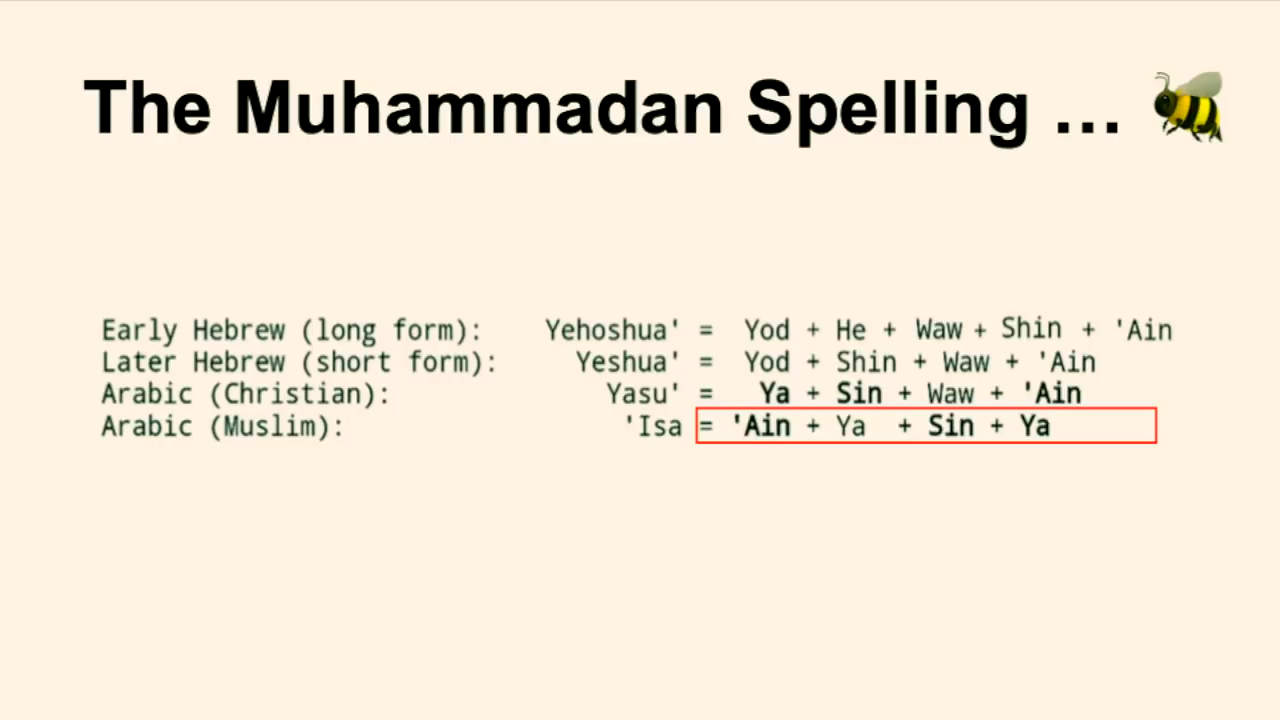 The Muhammadan Spelling ... 🐝
Early Hebrew (long form): Yehoshua' = Yod + He + Waw + Shin + 'Ain
Later Hebrew (short form): Yeshua' = Yod + Shin + Waw + 'Ain
Arabic (Christian): Yasu' = Ya + Sin + Waw + 'Ain
Arabic (Muslim): 'Isa = 'Ain + Ya + Sin + Ya